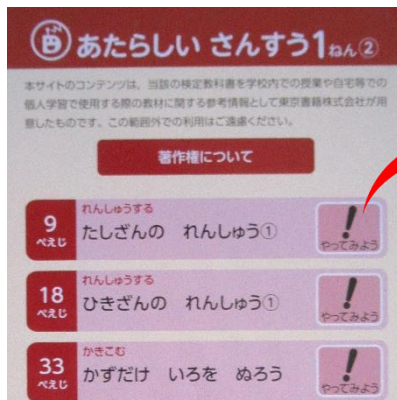 あたらしい さんすう1ねん②
本サイトのコンテンツは、当該の検定教科書を学校内での授業や自宅等での
個人学習で使用する際の教材に関する参考情報として東京書籍株式会社が用
意したものです。この範囲外での利用はご遠慮ください。
著作権について
9
ぺえじ
れんしゅうする
たしざんの れんしゅう①
!
やってみよう
18
ぺえじ
れんしゅうする
ひきざんの れんしゅう①
!
やってみよう
33
ぺえじ
かきこむ
かずだけ いろを ぬろう
!
やってみよう